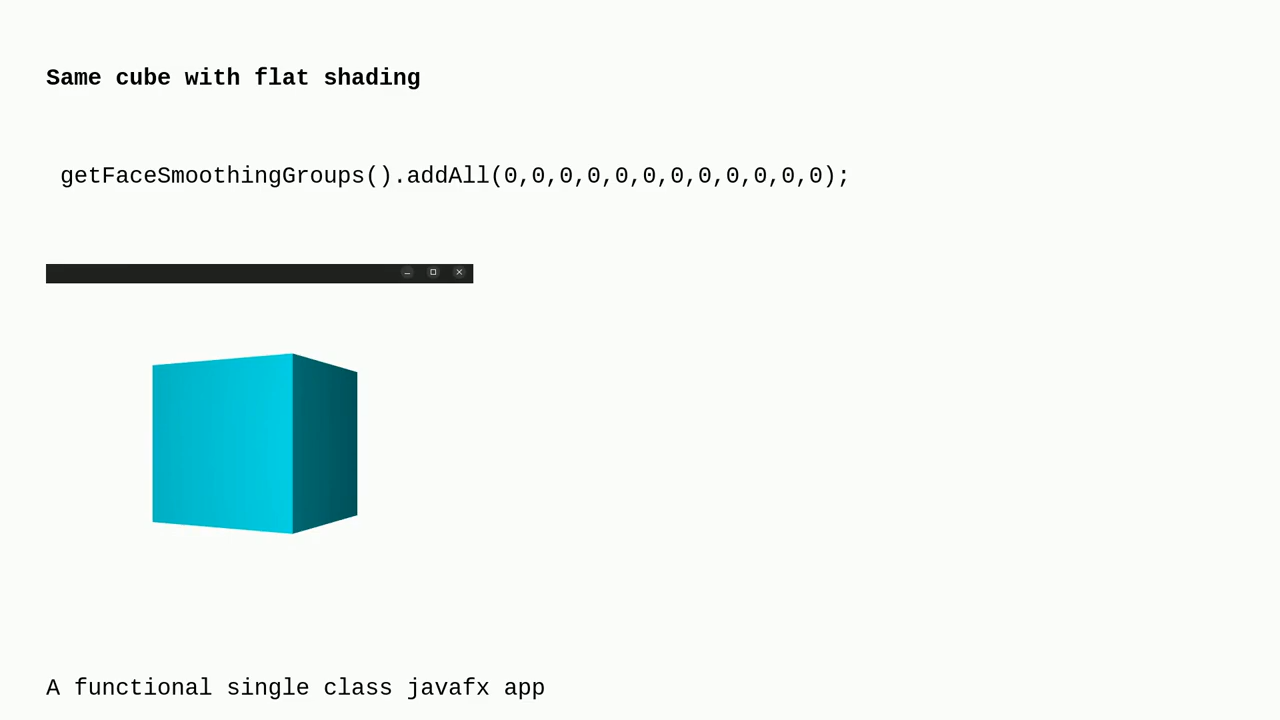 Same cube with flat shading
getFaceSmoothingGroups().addAll(0,0,0,0,0,0,0,0,0,0,0,0);
A functional single class javafx app